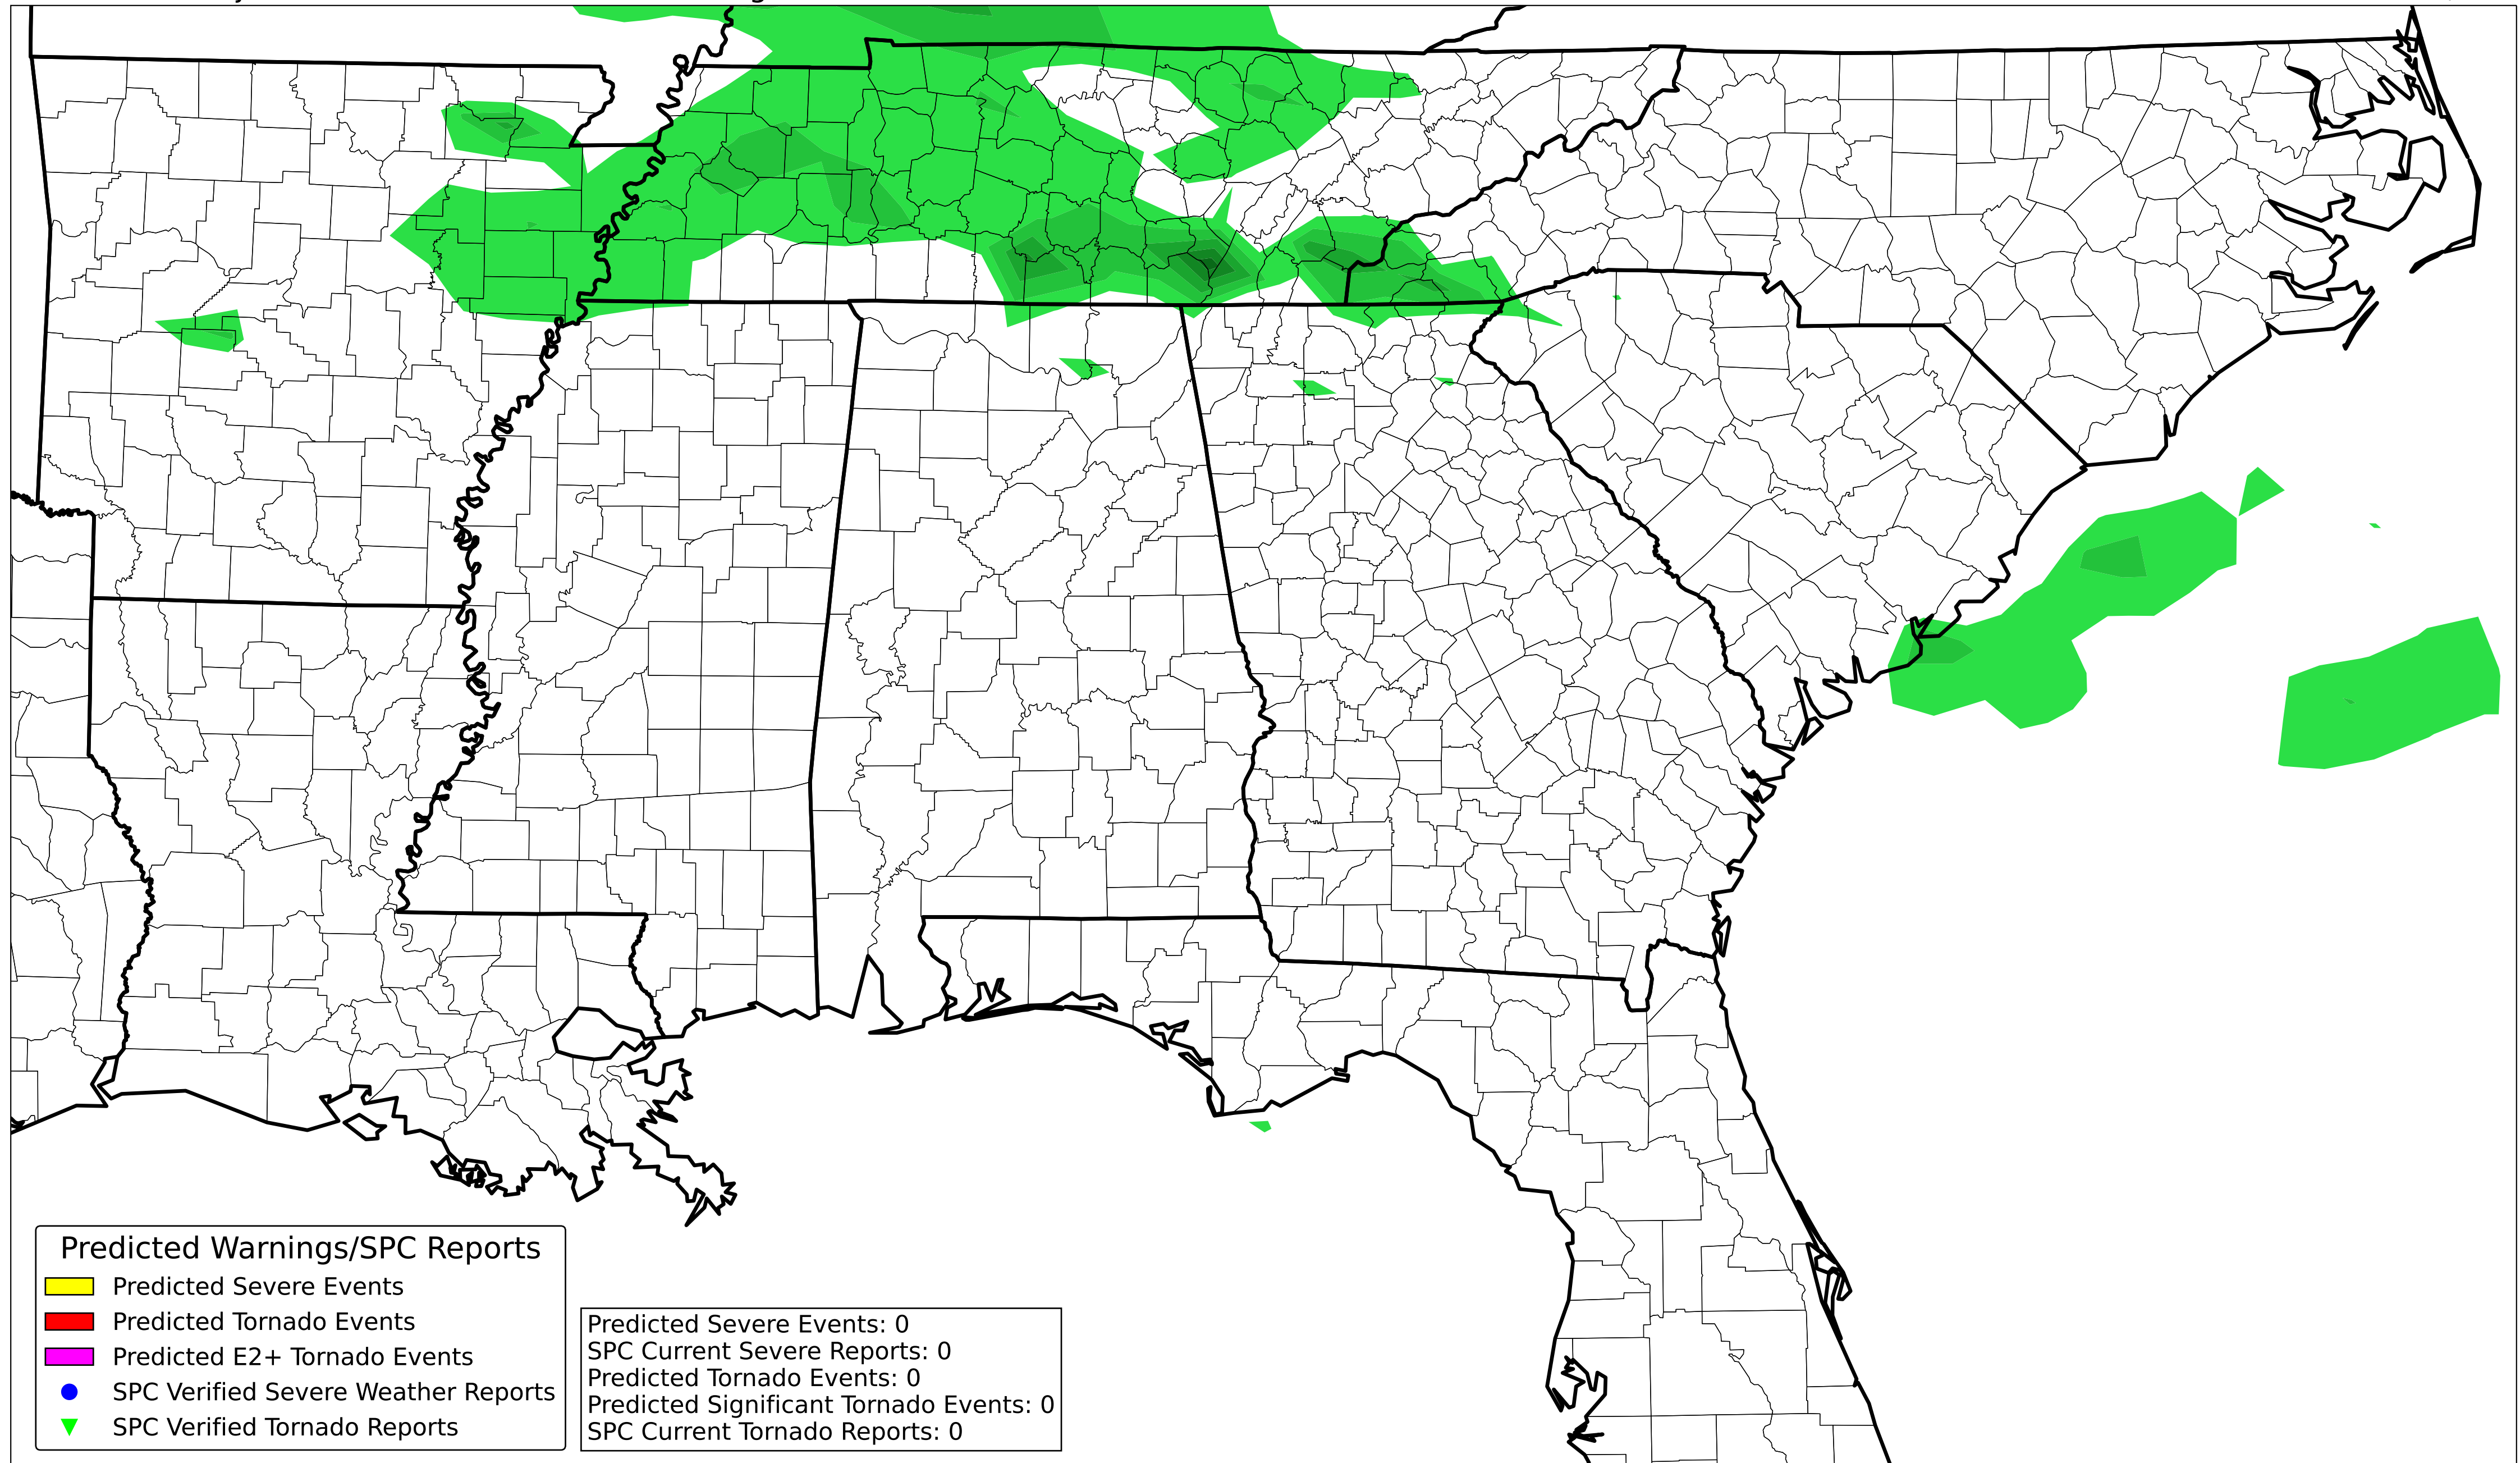 Predicted Warnings/SPC Reports
Predicted Severe Events
Predicted Tornado Events
Predicted E2+ Tornado Events
SPC Verified Severe Weather Reports
SPC Verified Tornado Reports
Predicted Severe Events: 0
SPC Current Severe Reports: 0
Predicted Tornado Events: 0
Predicted Significant Tornado Events: 0
SPC Current Tornado Reports: 0